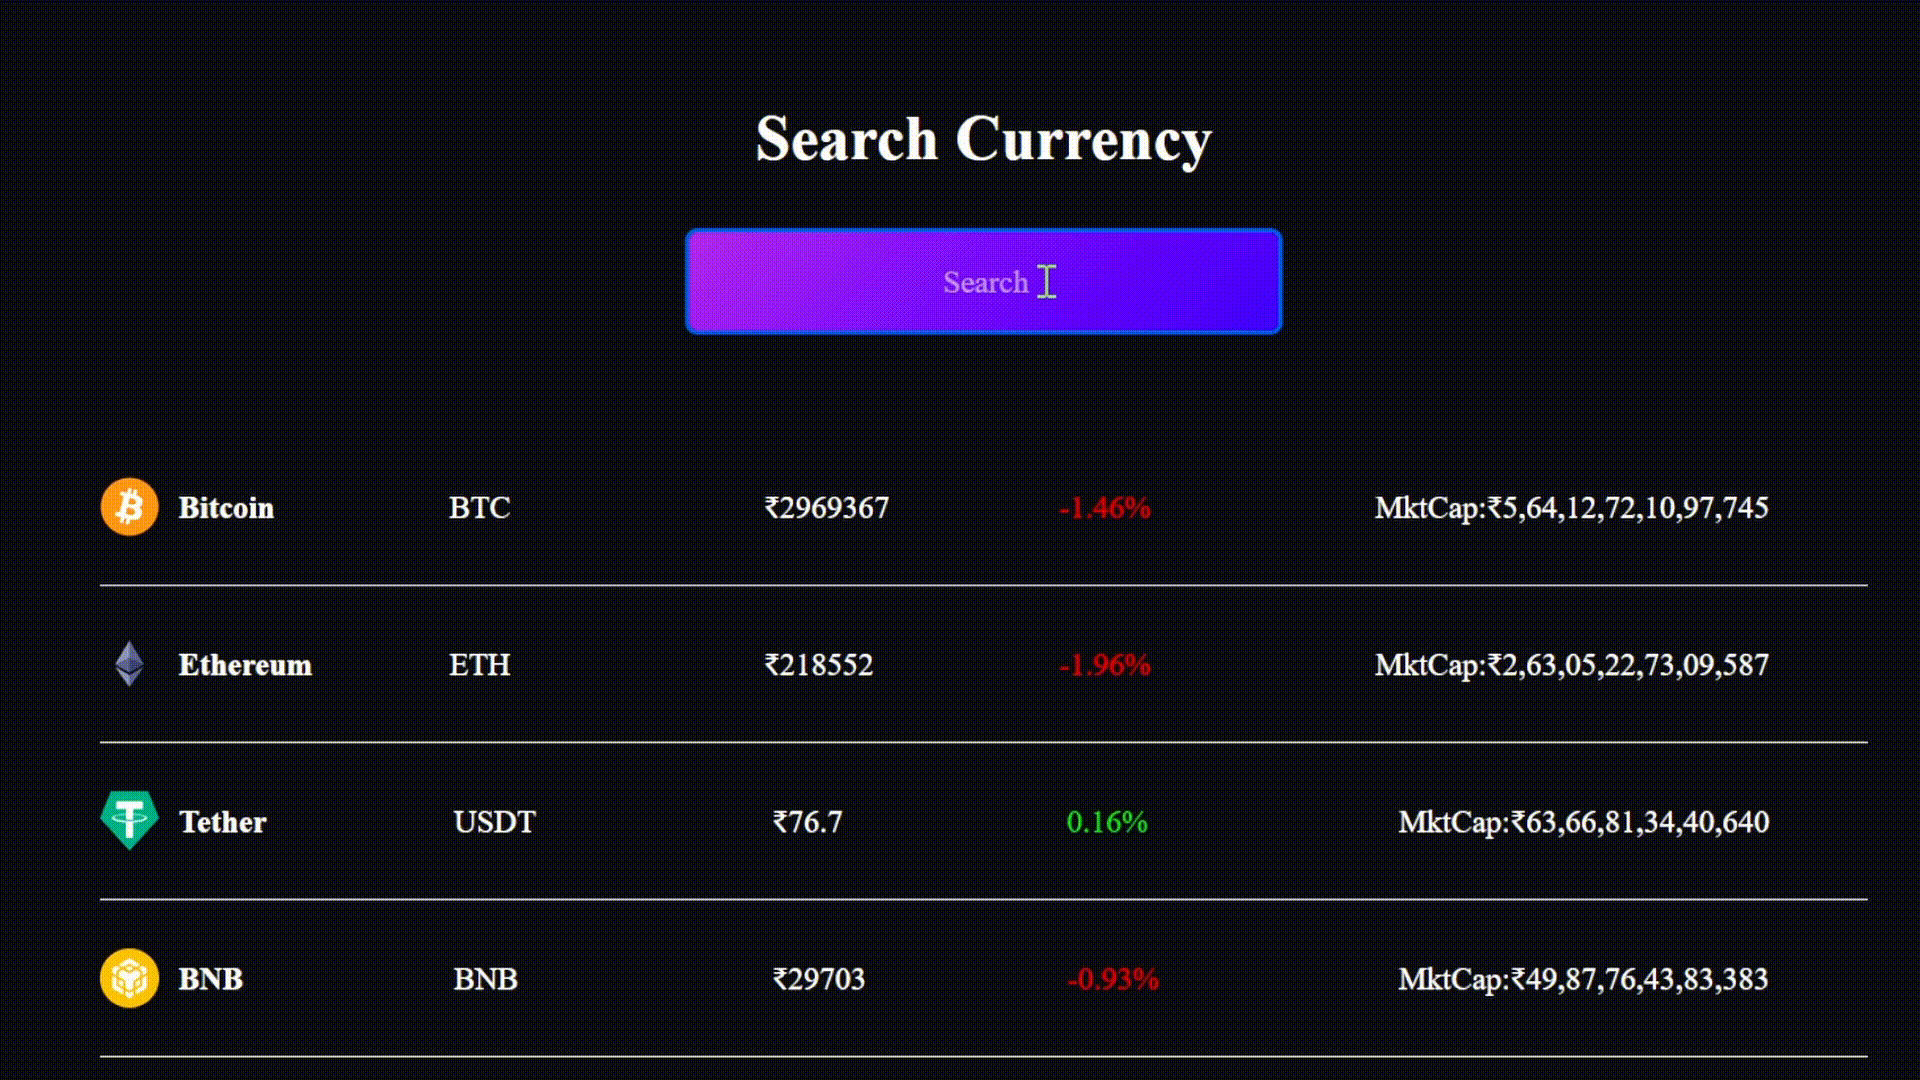 Search Currency
Search
Bitcoin BTC ₹2969367 -1.46% MktCap:₹5,64,12,72,10,97,745
Ethereum ETH ₹218552 -1.96% MktCap:₹2,63,05,22,73,09,587
Tether USDT ₹76.7 0.16% MktCap:₹63,66,81,34,40,640
BNB BNB ₹29703 -0.93% MktCap:₹49,87,76,43,83,383